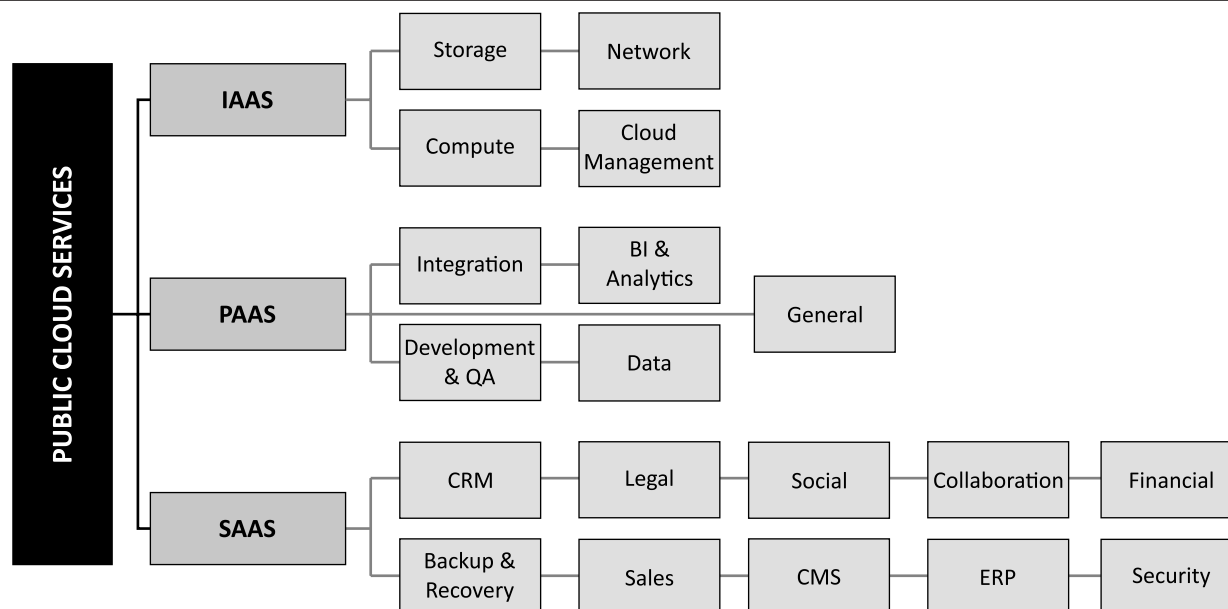 PUBLIC CLOUD SERVICES
IAAS
Storage
Network
Compute
Cloud
Management
PAAS
Integration
BI &
Analytics
General
Development
& QA
Data
SAAS
CRM
Legal
Social
Collaboration
Financial
Backup &
Recovery
Sales
CMS
ERP
Security